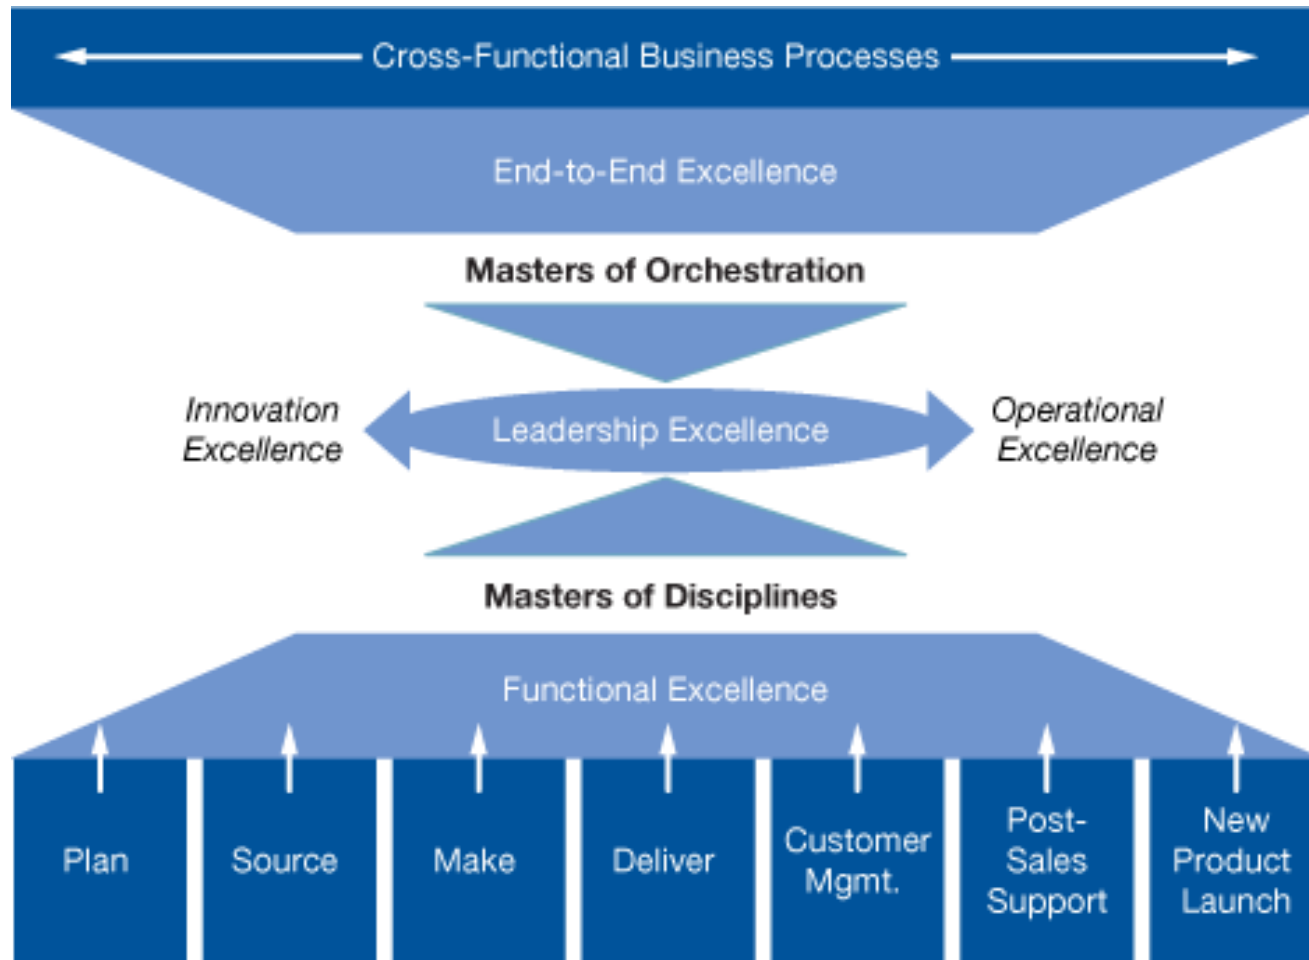 Cross-Functional Business Processes
End-to-End Excellence
Masters of Orchestration
Innovation
Excellence
Leadership Excellence
Operational
Excellence
Masters of Disciplines
Functional Excellence
Plan
Source
Make
Deliver
Customer
Mgmt.
Post-
Sales
Support
New
Product
Launch